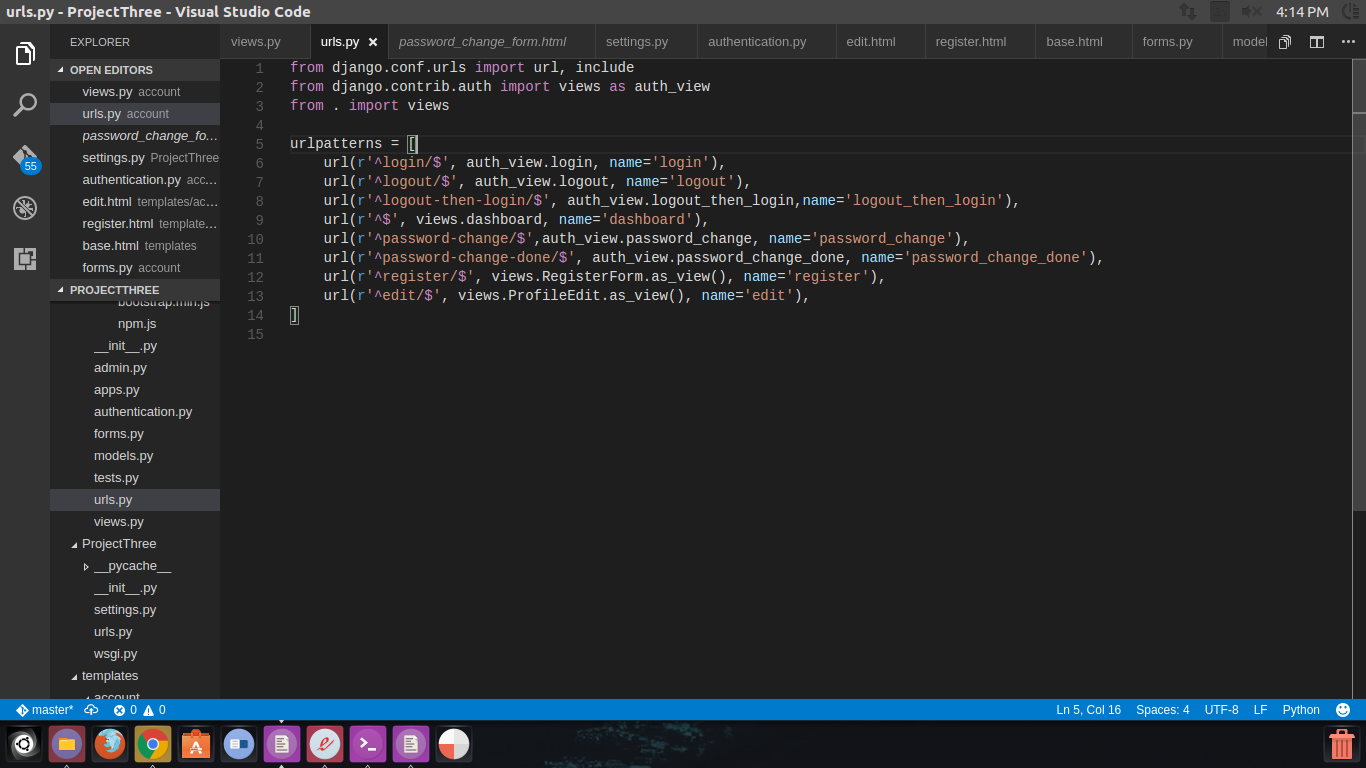 urls.py - ProjectThree - Visual Studio Code
4:14 PM
EXPLORER
views.py urls.py password_change_form.html settings.py authentication.py edit.html register.html base.html forms.py model
OPEN EDITORS
views.py account
urls.py account
password_change_fo...
settings.py ProjectThree
authentication.py acc...
edit.html templates/ac...
register.html template...
base.html templates
forms.py account
PROJECTTHREE
bootstrap.min.js
npm.js
__init__.py
admin.py
apps.py
authentication.py
forms.py
models.py
tests.py
urls.py
views.py
ProjectThree
__pycache__
__init__.py
settings.py
urls.py
wsgi.py
templates
account
55
1 from django.conf.urls import url, include
2 from django.contrib.auth import views as auth_view
3 from . import views
4
5 urlpatterns = [
6 url(r'^login/$', auth_view.login, name='login'),
7 url(r'^logout/$', auth_view.logout, name='logout'),
8 url(r'^logout-then-login/$', auth_view.logout_then_login,name='logout_then_login'),
9 url(r'^$', views.dashboard, name='dashboard'),
10 url(r'^password-change/$',auth_view.password_change, name='password_change'),
11 url(r'^password-change-done/$', auth_view.password_change_done, name='password_change_done'),
12 url(r'^register/$', views.RegisterForm.as_view(), name='register'),
13 url(r'^edit/$', views.ProfileEdit.as_view(), name='edit'),
14 ]
15
master* 0 0 Ln 5, Col 16 Spaces: 4 UTF-8 LF Python